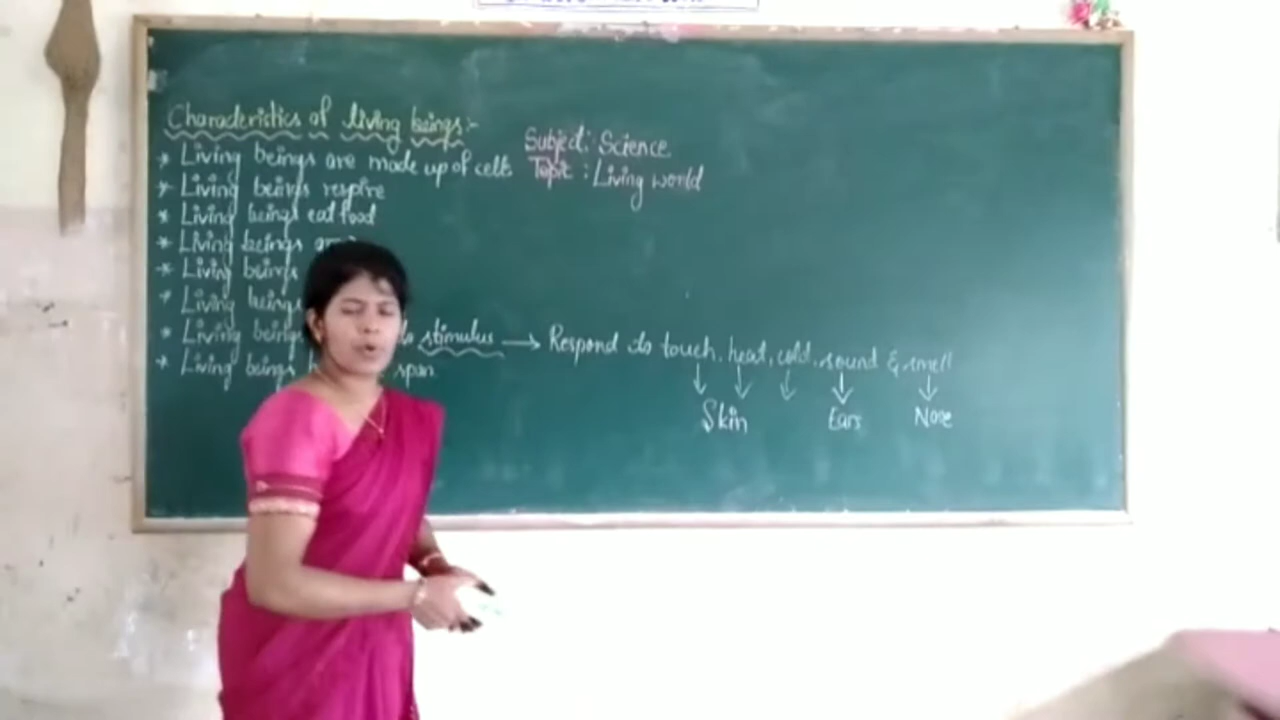 Characteristics of living beings:-
Subject: Science
Topic : Living world
* Living beings are made up of cells
* Living beings respire
* Living beings eat food
* Living beings
* Living beings
* Living beings
* Living beings to stimulus → Respond to touch, heat, cold, sound & smell
* Living beings span
Skin Ears Nose